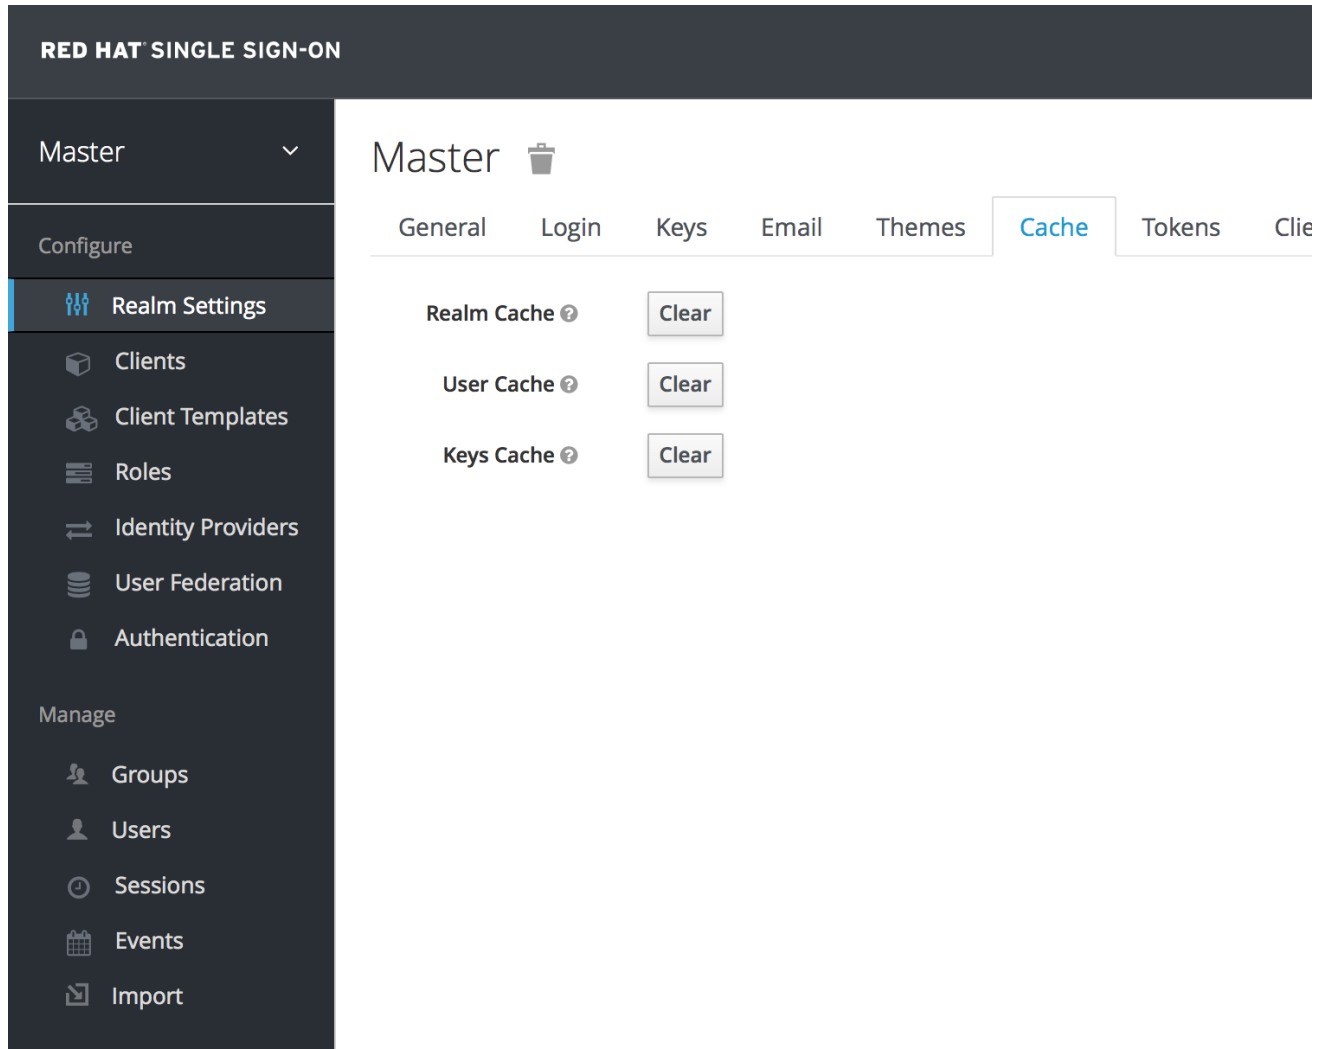 RED HAT® SINGLE SIGN-ON
Master
Configure
Realm Settings
Clients
Client Templates
Roles
Identity Providers
User Federation
Authentication
Manage
Groups
Users
Sessions
Events
Import
Master
General Login Keys Email Themes Cache Tokens Clie
Realm Cache ? Clear
User Cache ? Clear
Keys Cache ? Clear